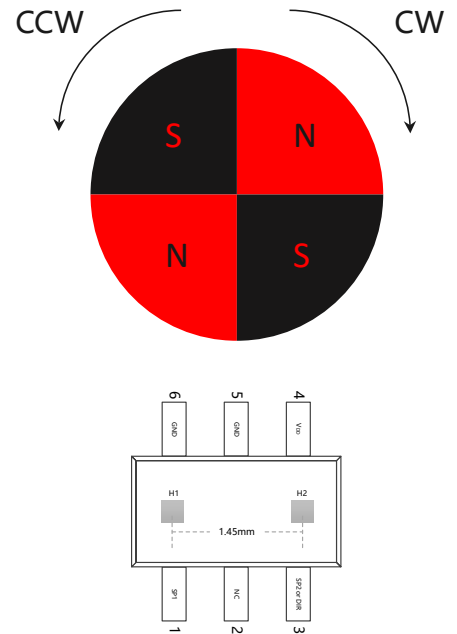 CCW
CW
S
N
N
S
6
5
4
GND
GND
VDD
H1
H2
1.45mm
SP1
NC
SP2 or DIR
1
2
3